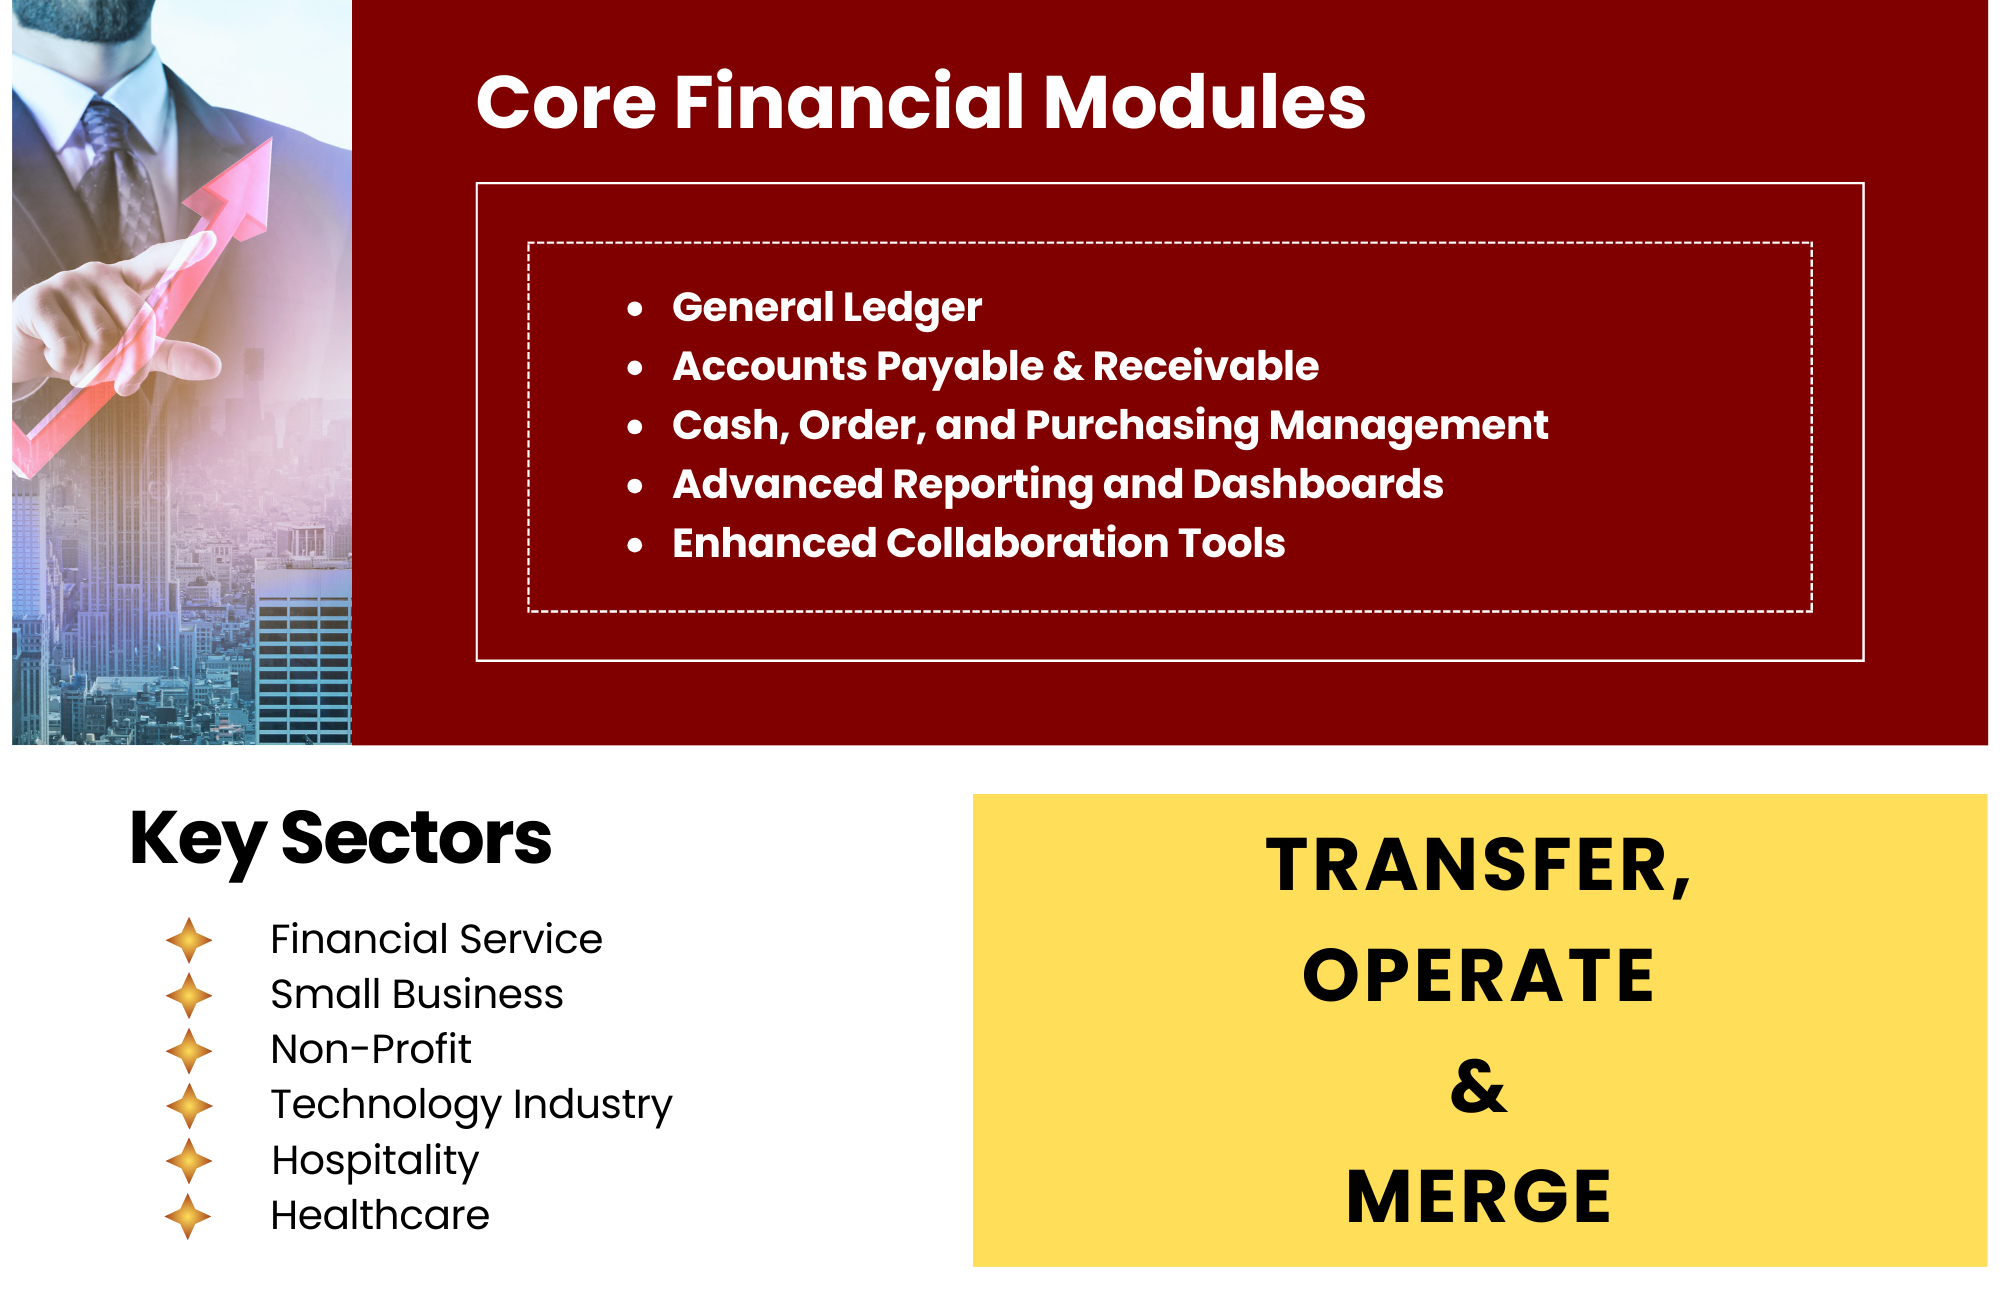 Core Financial Modules
General Ledger
Accounts Payable & Receivable
Cash, Order, and Purchasing Management
Advanced Reporting and Dashboards
Enhanced Collaboration Tools
Key Sectors
Financial Service
Small Business
Non-Profit
Technology Industry
Hospitality
Healthcare
TRANSFER,
OPERATE
&
MERGE